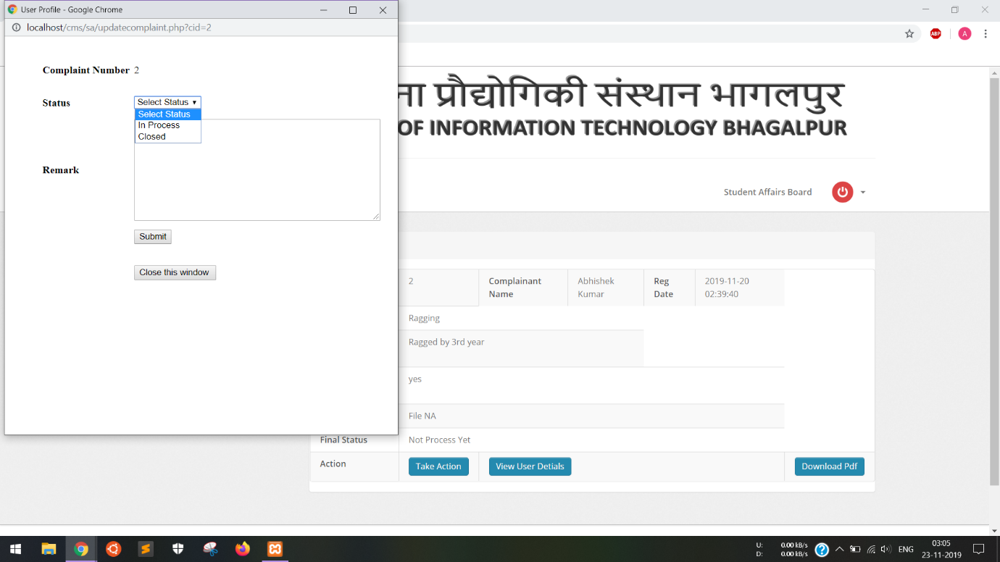 User Profile - Google Chrome
localhost/cms/sa/updatecomplaint.php?cid=2
ABP
A
Complaint Number 2
Status
Select Status
Select Status
In Process
Closed
Remark
Submit
Close this window
ना प्रौद्योगिकी संस्थान भागलपुर
OF INFORMATION TECHNOLOGY BHAGALPUR
Student Affairs Board
2 Complainant Name Abhishek Kumar Reg Date 2019-11-20 02:39:40
Ragging
Ragged by 3rd year
yes
File NA
Final Status Not Process Yet
Action Take Action View User Detials Download Pdf
U: 0.00 kB/s
D: 0.00 kB/s
ENG
03:05
23-11-2019